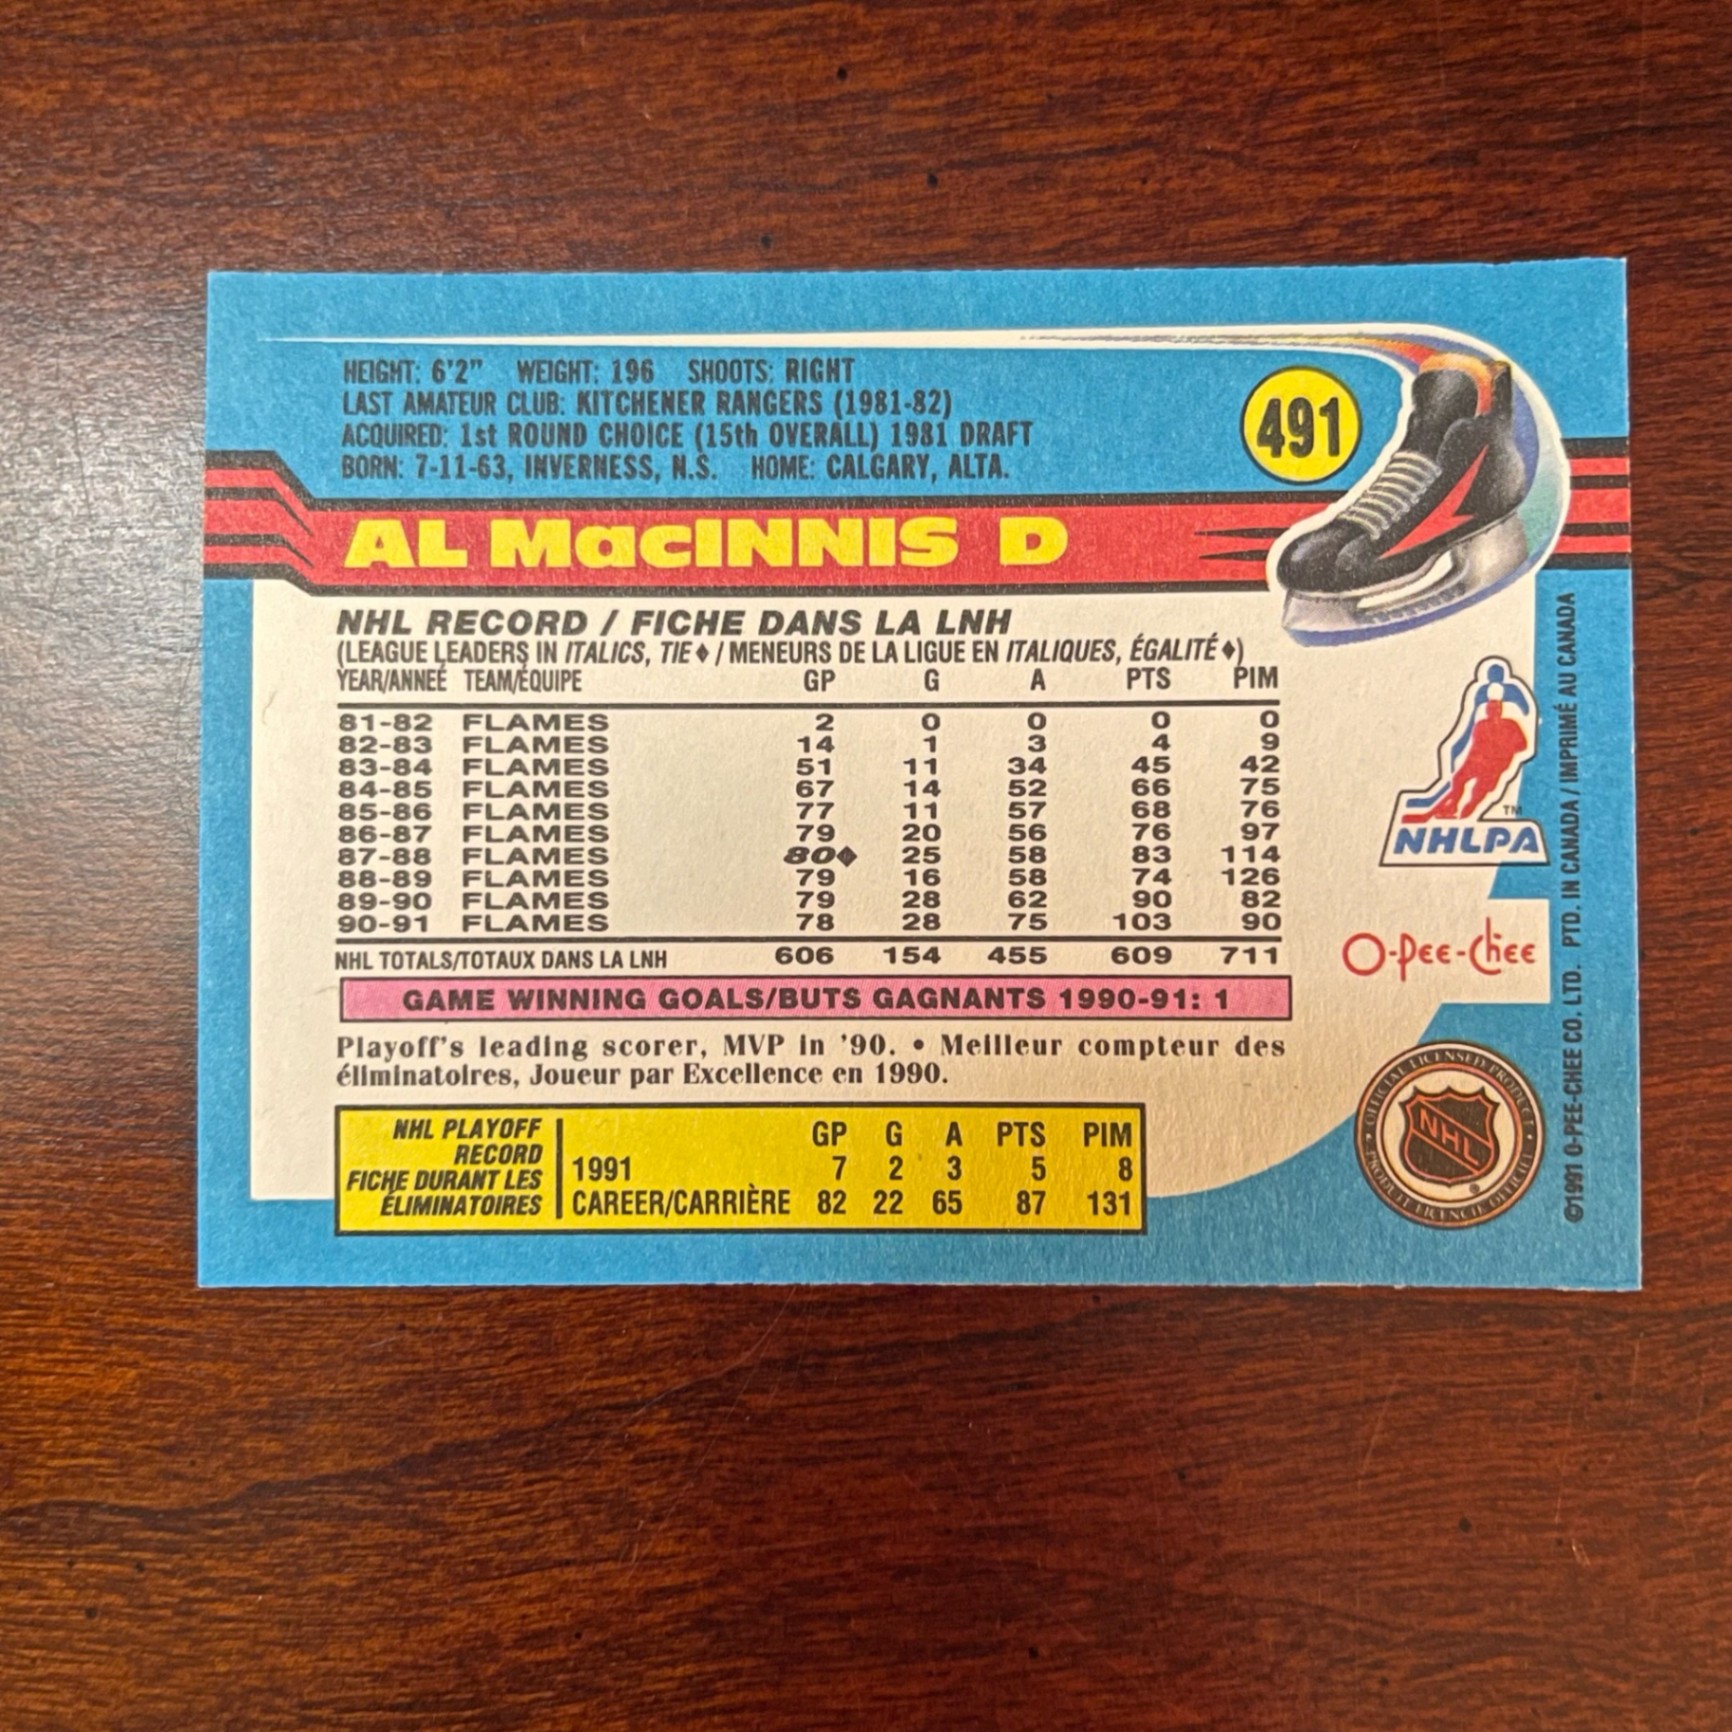 HEIGHT: 6'2" WEIGHT: 196 SHOOTS: RIGHT
LAST AMATEUR CLUB: KITCHENER RANGERS (1981-82)
ACQUIRED: 1st ROUND CHOICE (15th OVERALL) 1981 DRAFT
BORN: 7-11-63, INVERNESS, N.S. HOME: CALGARY, ALTA.
491
AL MacINNIS D
NHL RECORD / FICHE DANS LA LNH
(LEAGUE LEADERS IN ITALICS, TIE♦ / MENEURS DE LA LIGUE EN ITALIQUES, ÉGALITÉ♦)
YEAR/ANNEÉ TEAM/ÉQUIPE GP G A PTS PIM
81-82 FLAMES 2 0 0 0 0
82-83 FLAMES 14 1 3 4 9
83-84 FLAMES 51 11 34 45 42
84-85 FLAMES 67 14 52 66 75
85-86 FLAMES 77 11 57 68 76
86-87 FLAMES 79 20 56 76 97
87-88 FLAMES 80♦ 25 58 83 114
88-89 FLAMES 79 16 58 74 126
89-90 FLAMES 79 28 62 90 82
90-91 FLAMES 78 28 75 103 90
NHL TOTALS/TOTAUX DANS LA LNH 606 154 455 609 711
GAME WINNING GOALS/BUTS GAGNANTS 1990-91: 1
Playoff's leading scorer, MVP in '90. • Meilleur compteur des
éliminatoires, Joueur par Excellence en 1990.
NHL PLAYOFF
RECORD
FICHE DURANT LES
ÉLIMINATOIRES
GP G A PTS PIM
1991 7 2 3 5 8
CAREER/CARRIÈRE 82 22 65 87 131
TM
NHLPA
O-Pee-Chee
OFFICIAL LICENSED PRODUCT
NHL
PRODUIT LICENCIÉ OFFICIEL
©1991 O-PEE-CHEE CO. LTD. PTD. IN CANADA / IMPRIMÉ AU CANADA